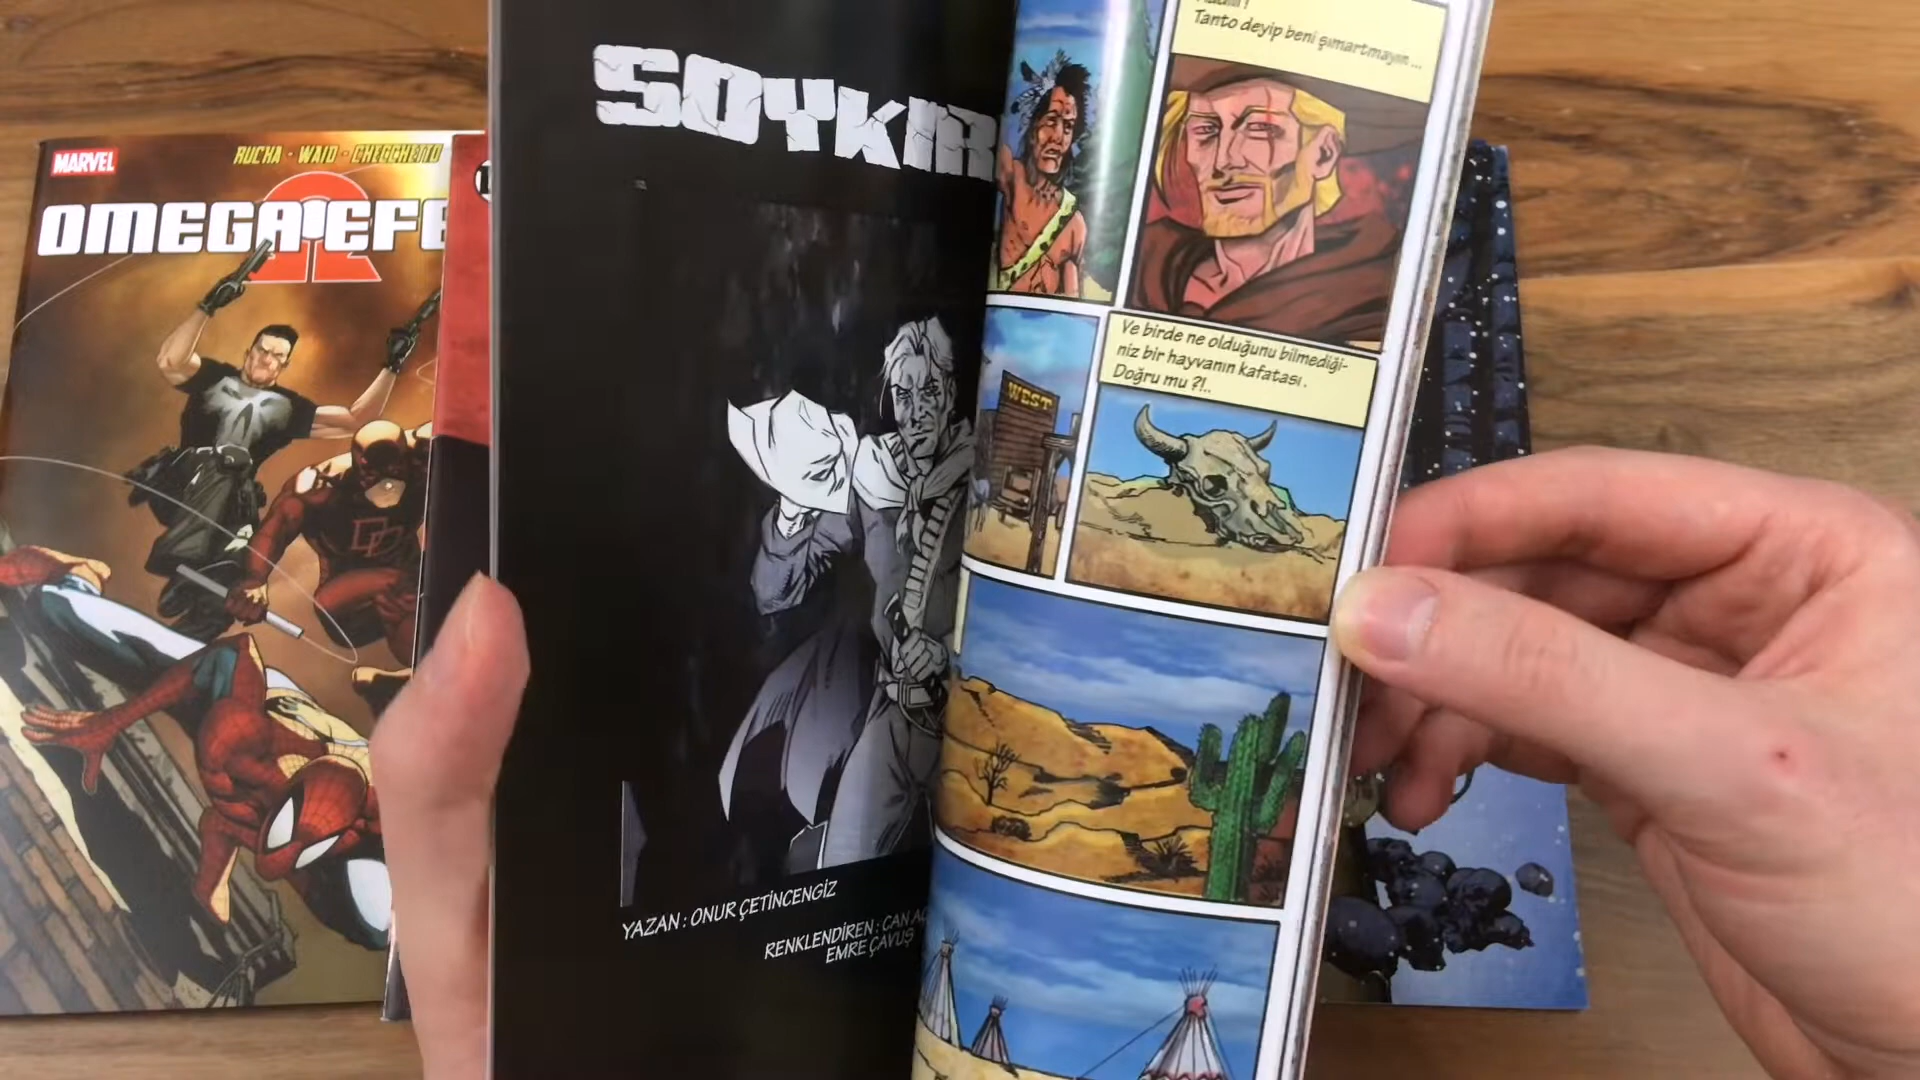 MARVEL
RUCKA · WAID · CHECCHETTO
OMEGA EFE
SOYKIR
YAZAN : ONUR ÇETİNCENGİZ
RENKLENDİREN : CAN
EMRE ÇAVUŞ
Tanto deyip beni şımartmayın ...
Ve birde ne olduğunu bilmediği-
niz bir hayvanın kafatası .
Doğru mu ?!..
WEST
DD